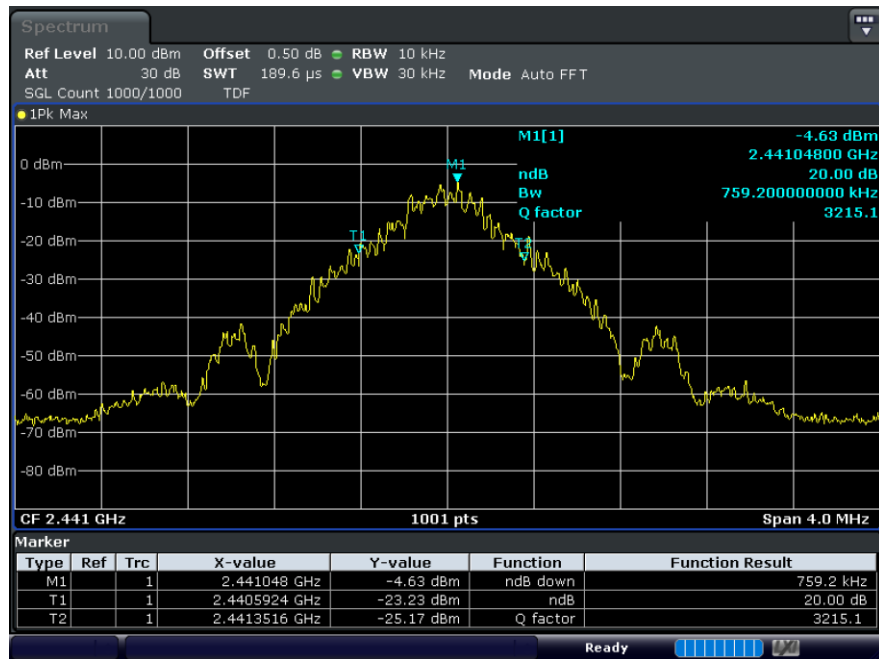 Spectrum
Ref Level 10.00 dBm Offset 0.50 dB RBW 10 kHz
Att 30 dB SWT 189.6 µs VBW 30 kHz Mode Auto FFT
SGL Count 1000/1000 TDF
1Pk Max
M1[1] -4.63 dBm
2.44104800 GHz
ndB 20.00 dB
Bw 759.200000000 kHz
Q factor 3215.1
0 dBm
M1
-10 dBm
-20 dBm
T1
T2
-30 dBm
-40 dBm
-50 dBm
-60 dBm
-70 dBm
-80 dBm
CF 2.441 GHz 1001 pts Span 4.0 MHz
Marker
Type Ref Trc X-value Y-value Function Function Result
M1 1 2.441048 GHz -4.63 dBm ndB down 759.2 kHz
T1 1 2.4405924 GHz -23.23 dBm ndB 20.00 dB
T2 1 2.4413516 GHz -25.17 dBm Q factor 3215.1
Ready